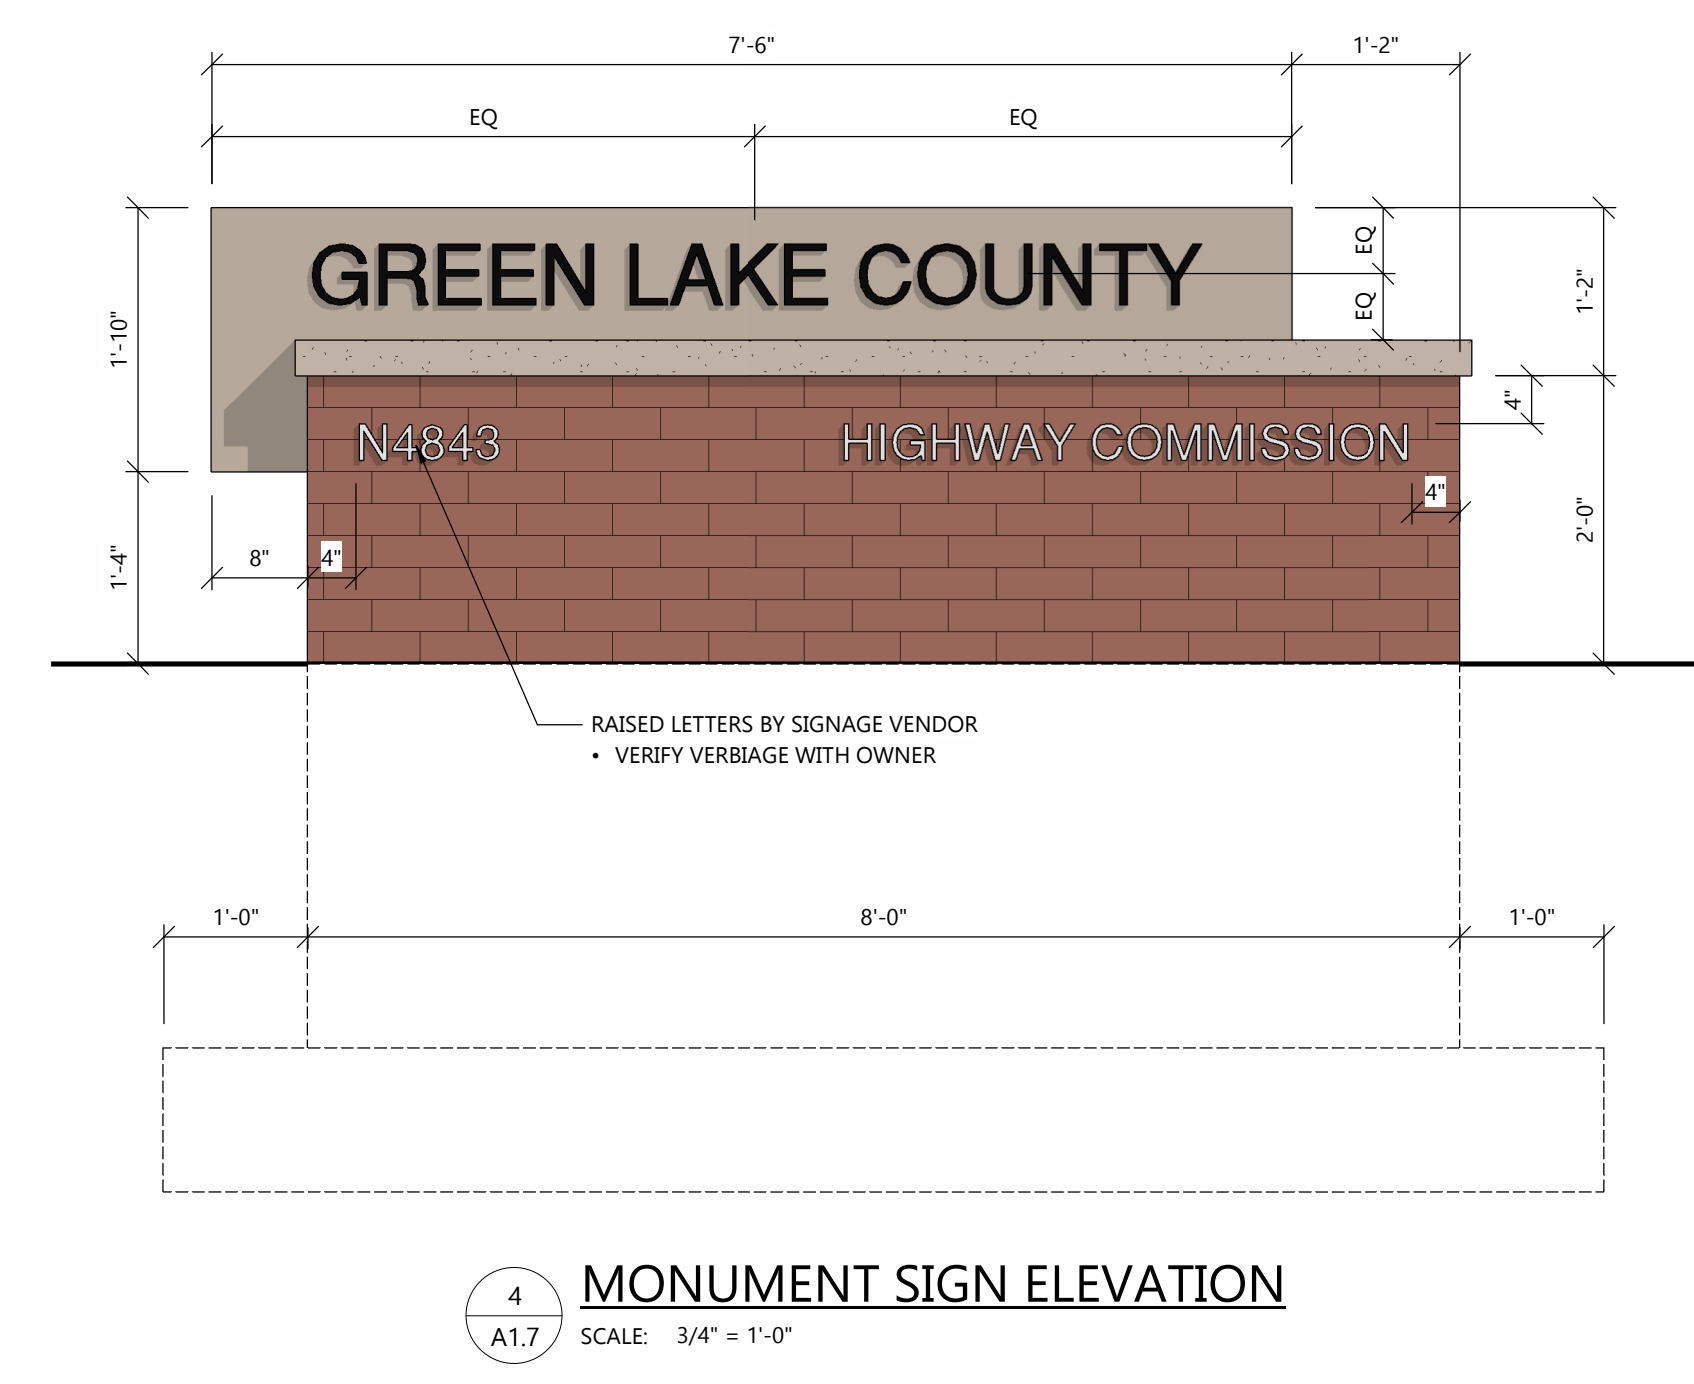 7'-6"
1'-2"
EQ
EQ
GREEN LAKE COUNTY
EQ
EQ
1'-2"
1'-10"
4"
N4843
HIGHWAY COMMISSION
4"
2'-0"
1'-4"
8"
4"
RAISED LETTERS BY SIGNAGE VENDOR
• VERIFY VERBIAGE WITH OWNER
1'-0"
8'-0"
1'-0"
4
A1.7
MONUMENT SIGN ELEVATION
SCALE: 3/4" = 1'-0"